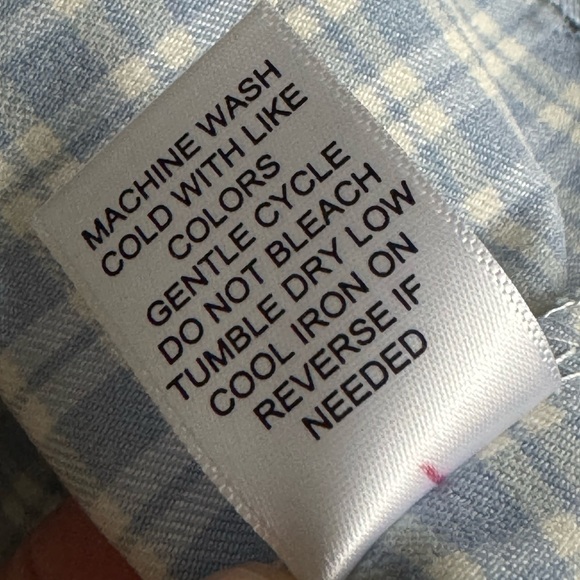 MACHINE WASH
COLD WITH LIKE
COLORS
GENTLE CYCLE
DO NOT BLEACH
TUMBLE DRY LOW
COOL IRON ON
REVERSE IF
NEEDED